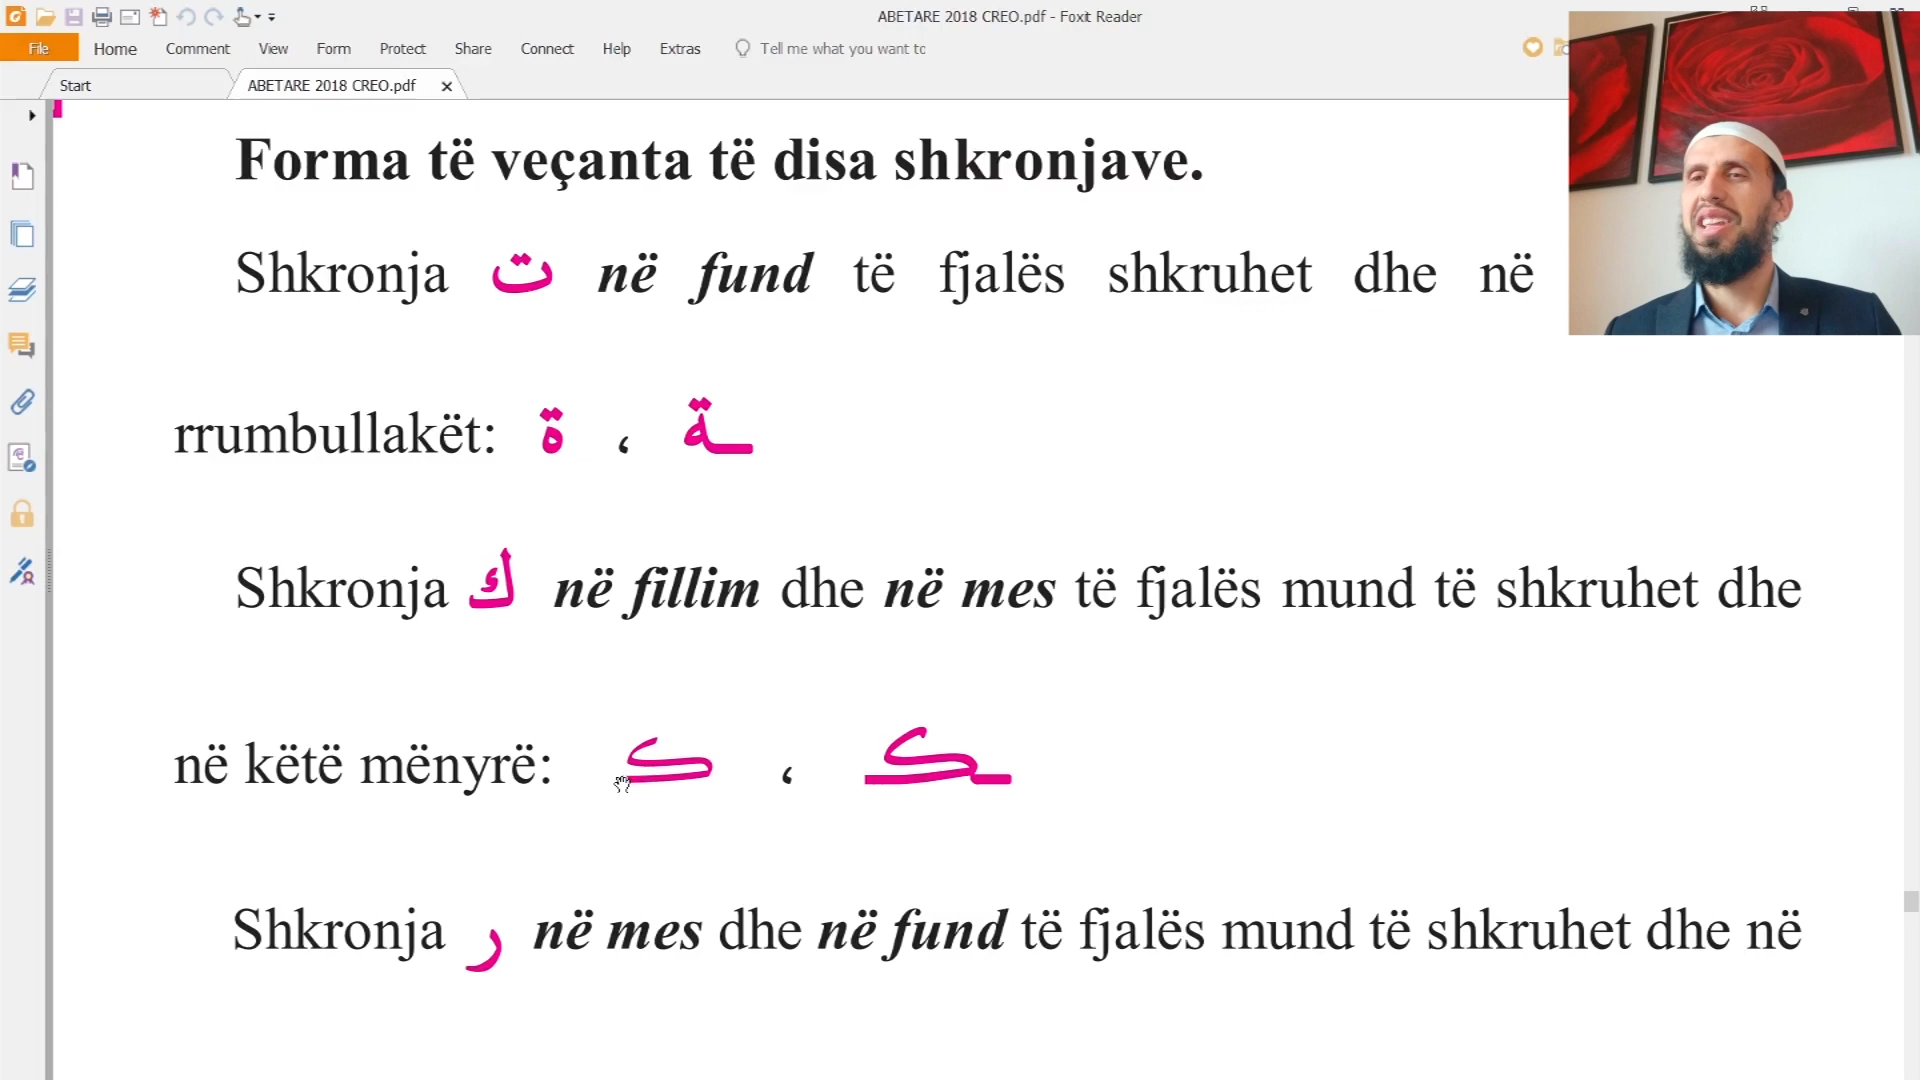 ABETARE 2018 CREO.pdf - Foxit Reader
File Home Comment View Form Protect Share Connect Help Extras Tell me what you want to
Start ABETARE 2018 CREO.pdf
Forma të veçanta të disa shkronjave.
Shkronja ت në fund të fjalës shkruhet dhe në
rrumbullakët: ة ، ـة
Shkronja ك në fillim dhe në mes të fjalës mund të shkruhet dhe
në këtë mënyrë: ﻛ ، ـكـ
Shkronja ر në mes dhe në fund të fjalës mund të shkruhet dhe në